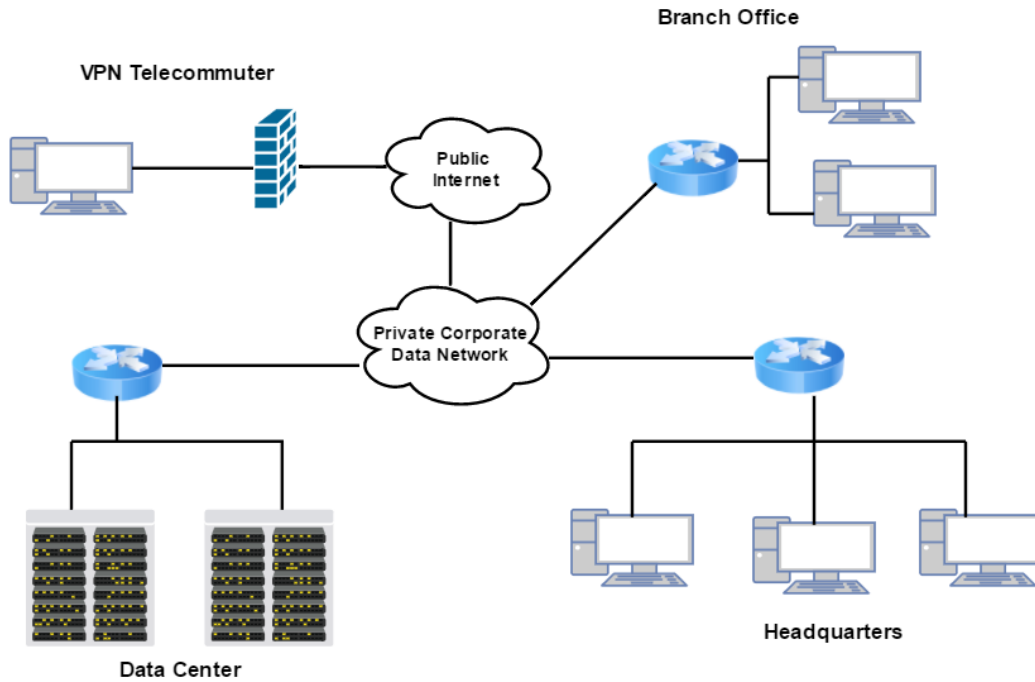 Branch Office
VPN Telecommuter
Public
Internet
Private Corporate
Data Network
Headquarters
Data Center